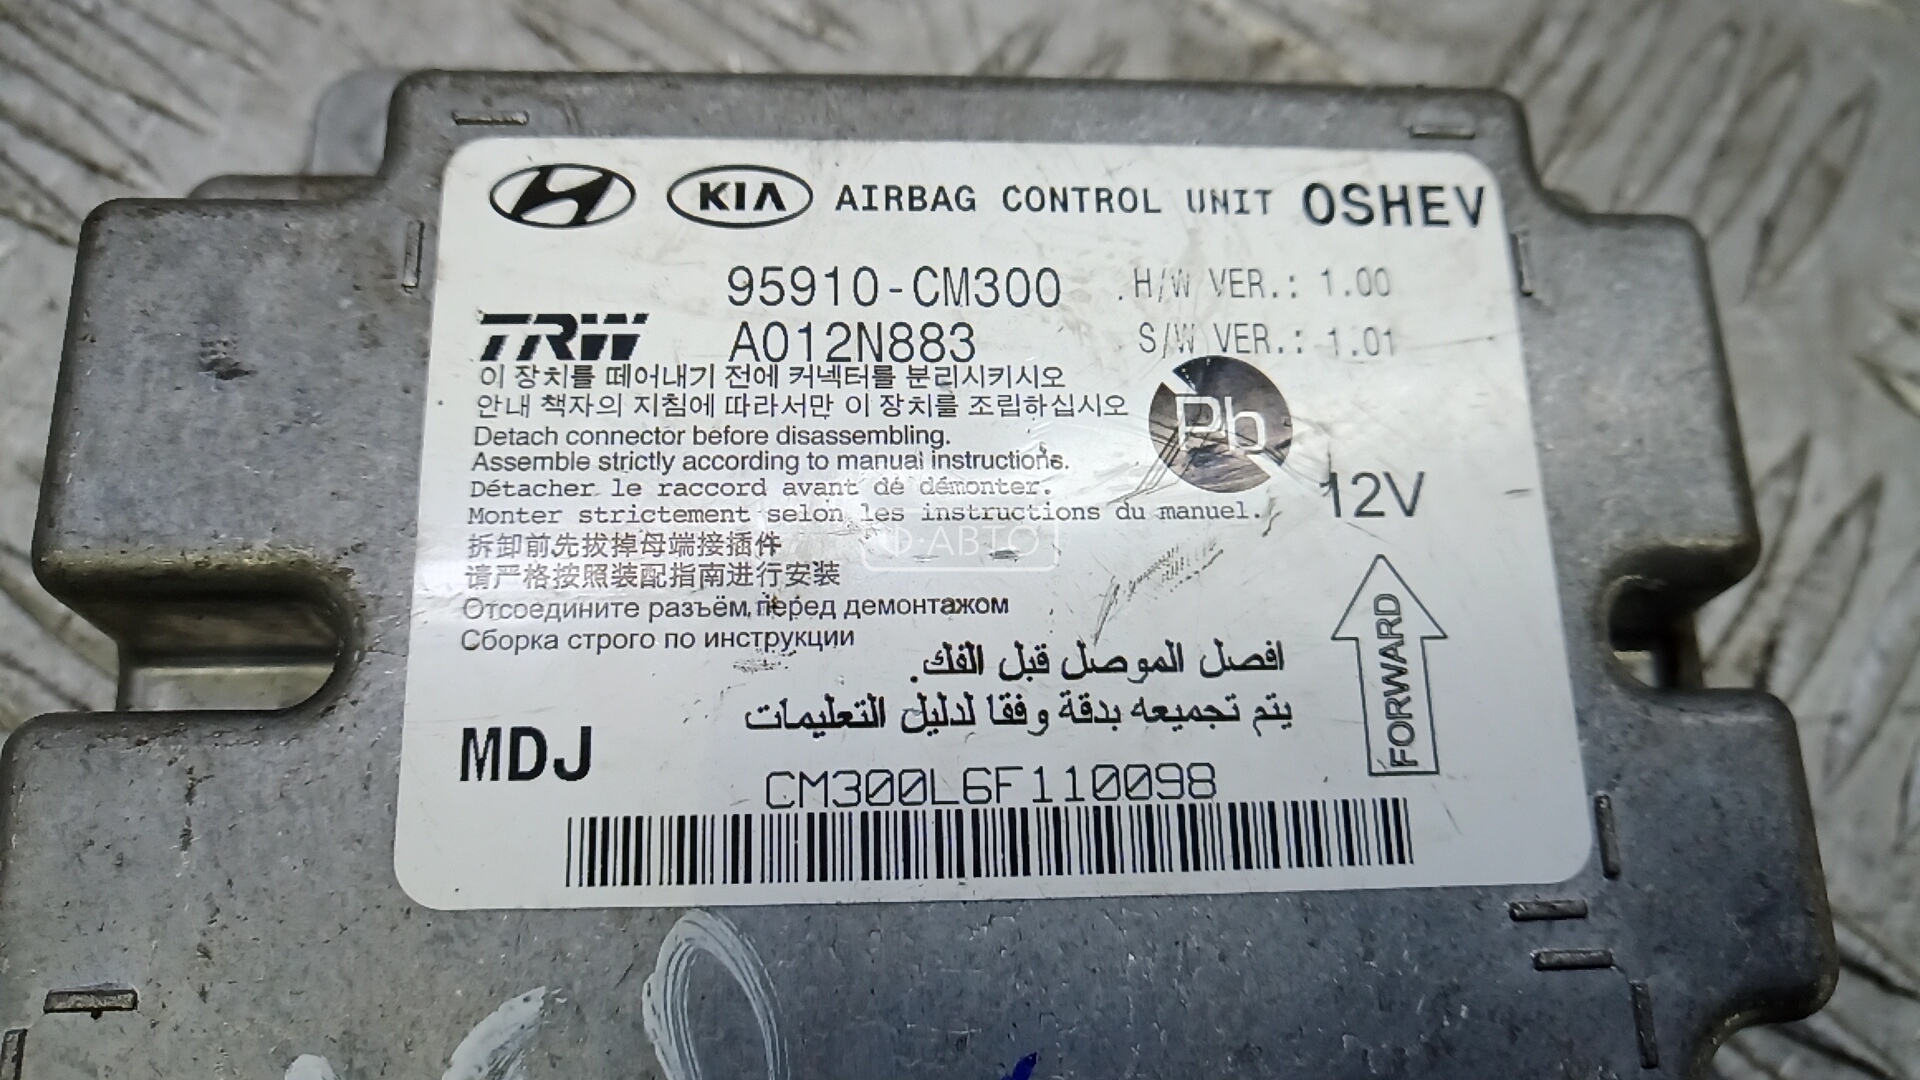 KIA AIRBAG CONTROL UNIT OSHEV
95910-CM300 H/W VER.: 1.00
TRW A012N883 S/W VER.: 1.01
이 장치를 떼어내기 전에 커넥터를 분리시키시오
안내 책자의 지침에 따라서만 이 장치를 조립하십시오
Pb
Detach connector before disassembling.
Assemble strictly according to manual instructions.
Détacher le raccord avant dé démonter.
12V
Monter strictement selon les instructions du manuel.
拆卸前先拔掉母端接插件
АВТО
请严格按照装配指南进行安装
Отсоедините разъём перед демонтажом
Сборка строго по инструкции
افصل الموصل قبل الفك.
يتم تجميعه بدقة وفقا لدليل التعليمات
FORWARD
MDJ
CM300L6F110098